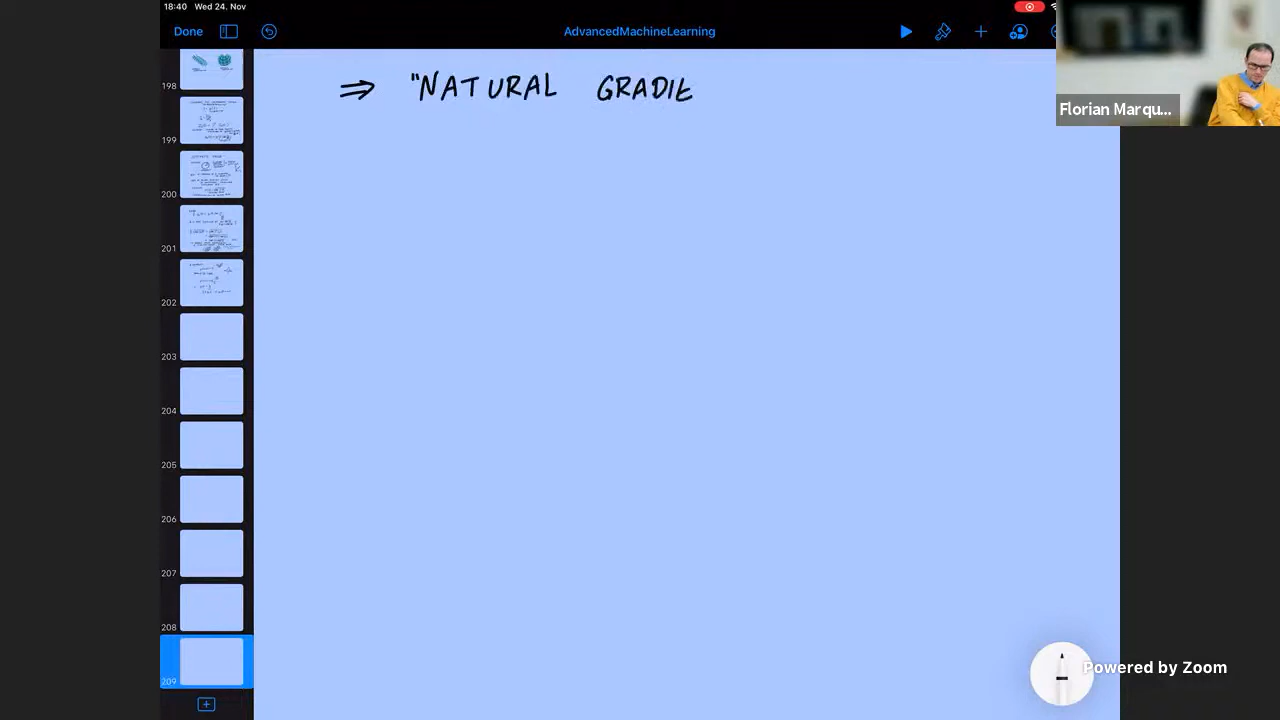 18:40 Wed 24. Nov
Done
AdvancedMachineLearning
⇒ "NATURAL GRADIE
Florian Marqu...
198
199
200
201
202
203
204
205
206
207
208
209
Powered by Zoom